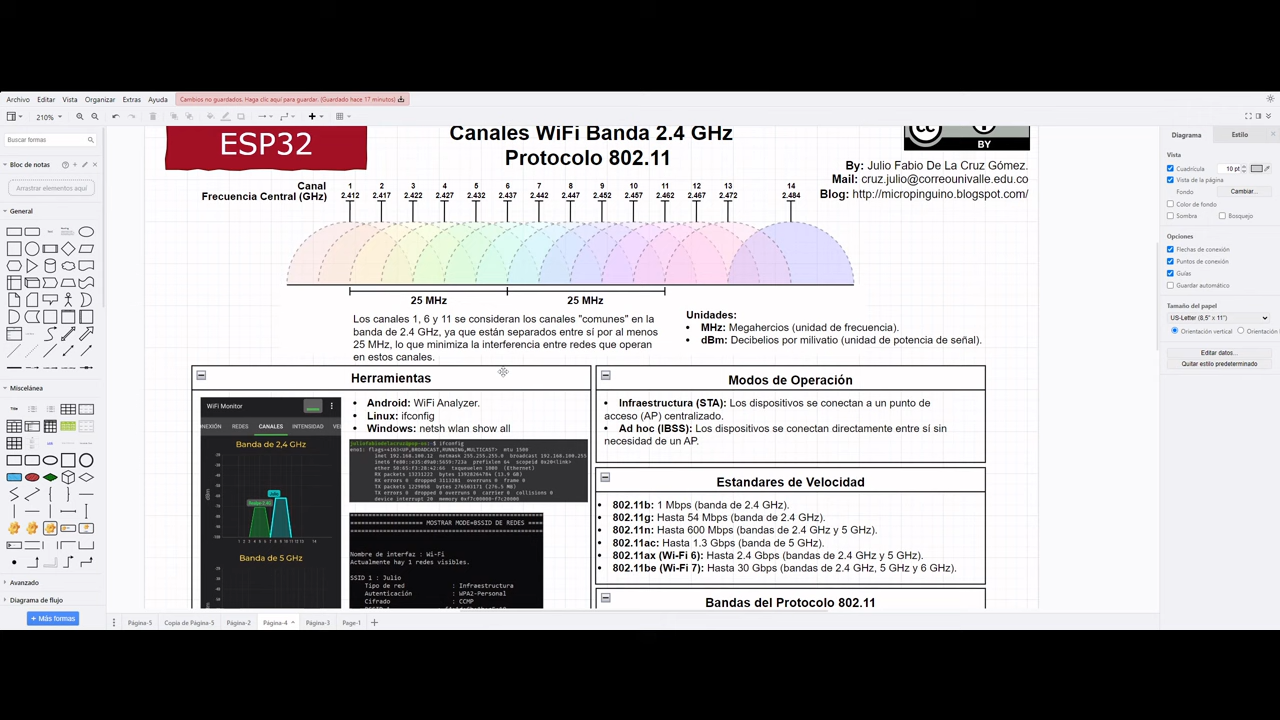 Archivo Editar Vista Organizar Extras Ayuda
Cambios no guardados. Haga clic aquí para guardar. (Guardado hace 17 minutos)
210%
Buscar formas
Bloc de notas
Arrastrar elementos aquí
General
Miscelánea
Title
Avanzado
Diagrama de flujo
+ Más formas
ESP32
Canales WiFi Banda 2.4 GHz
Protocolo 802.11
BY
By: Julio Fabio De La Cruz Gómez.
Mail: cruz.julio@correounivalle.edu.co
Blog: http://micropinguino.blogspot.com/
Canal 1 2 3 4 5 6 7 8 9 10 11 12 13 14
Frecuencia Central (GHz) 2.412 2.417 2.422 2.427 2.432 2.437 2.442 2.447 2.452 2.457 2.462 2.467 2.472 2.484
25 MHz 25 MHz
Los canales 1, 6 y 11 se consideran los canales "comunes" en la
banda de 2.4 GHz, ya que están separados entre sí por al menos
25 MHz, lo que minimiza la interferencia entre redes que operan
en estos canales.
Unidades:
• MHz: Megahercios (unidad de frecuencia).
• dBm: Decibelios por milivatio (unidad de potencia de señal).
Herramientas
WiFi Monitor
NEXIÓN REDES CANALES INTENSIDAD VE
Banda de 2,4 GHz
Banda de 5 GHz
• Android: WiFi Analyzer.
• Linux: ifconfig
• Windows: netsh wlan show all
MOSTRAR MODE=BSSID DE REDES
Nombre de interfaz : Wi-Fi
Actualmente hay 1 redes visibles.
SSID 1 : Julio
Tipo de red : Infraestructura
Autenticación : WPA2-Personal
Cifrado : CCMP
Modos de Operación
• Infraestructura (STA): Los dispositivos se conectan a un punto de
acceso (AP) centralizado.
• Ad hoc (IBSS): Los dispositivos se conectan directamente entre sí sin
necesidad de un AP.
Estandares de Velocidad
• 802.11b: 1 Mbps (banda de 2.4 GHz).
• 802.11g: Hasta 54 Mbps (banda de 2.4 GHz).
• 802.11n: Hasta 600 Mbps (bandas de 2.4 GHz y 5 GHz).
• 802.11ac: Hasta 1.3 Gbps (banda de 5 GHz).
• 802.11ax (Wi-Fi 6): Hasta 2.4 Gbps (bandas de 2.4 GHz y 5 GHz).
• 802.11be (Wi-Fi 7): Hasta 30 Gbps (bandas de 2.4 GHz, 5 GHz y 6 GHz).
Bandas del Protocolo 802.11
Diagrama Estilo
Vista
Cuadrícula 10 pt
Vista de la página
Fondo Cambiar...
Color de fondo
Sombra Bosquejo
Opciones
Flechas de conexión
Puntos de conexión
Guías
Guardar automático
Tamaño del papel
US-Letter (8,5" x 11")
Orientación vertical Orientación
Editar datos...
Quitar estilo predeterminado
Página-5 Copia de Página-5 Página-2 Página-4 Página-3 Page-1